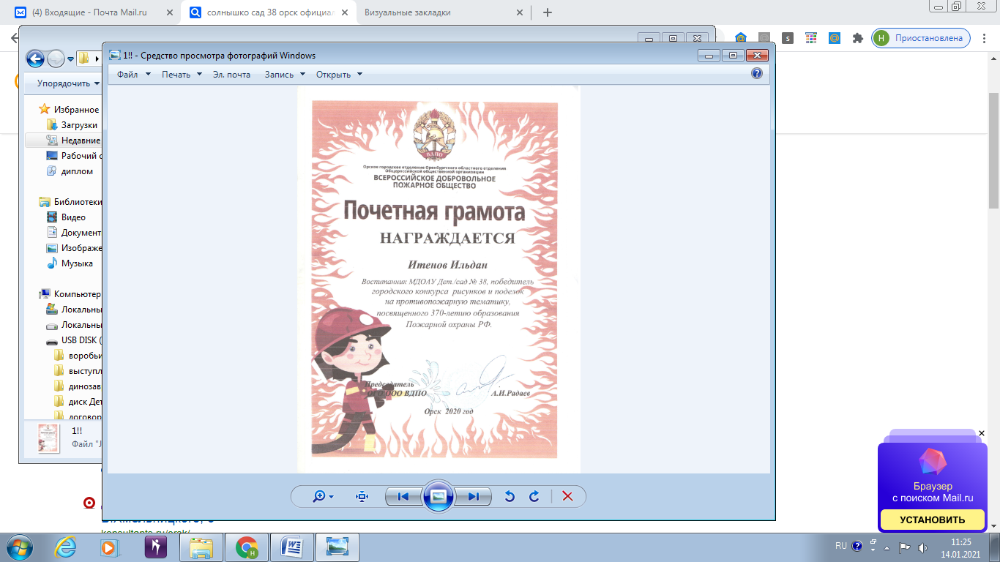 (4) Входящие - Почта Mail.ru
солнышко сад 38 орск официал
Визуальные закладки
Н
Приостановлена
s
1!! - Средство просмотра фотографий Windows
Файл
Печать
Эл. почта
Запись
Открыть
Упорядочить
Избранное
Загрузки
Недавние
Рабочий с
диплом
Библиотеки
Видео
Документ
Изображе
Музыка
Компьютер
Локальны
Локальны
USB DISK (
воробьи
выступл
динозав
диск Дет
договор
1!!
Файл "J
ВДПО
Орское городское отделение Оренбургского областного отделения
Общероссийской общественной организации
ВСЕРОССИЙСКОЕ ДОБРОВОЛЬНОЕ
ПОЖАРНОЕ ОБЩЕСТВО
Почетная грамота
НАГРАЖДАЕТСЯ
Итенов Ильдан
Воспитанник МДОАУ Дет./сад № 38, победитель
городского конкурса рисунков и поделок
на противопожарную тематику,
посвященного 370-летию образования
Пожарной охраны РФ.
Председатель
ОГО ООО ВДПО
А.И.Радаев
Орск 2020 год
Браузер
с поиском Mail.ru
УСТАНОВИТЬ
RU
11:25
14.01.2021